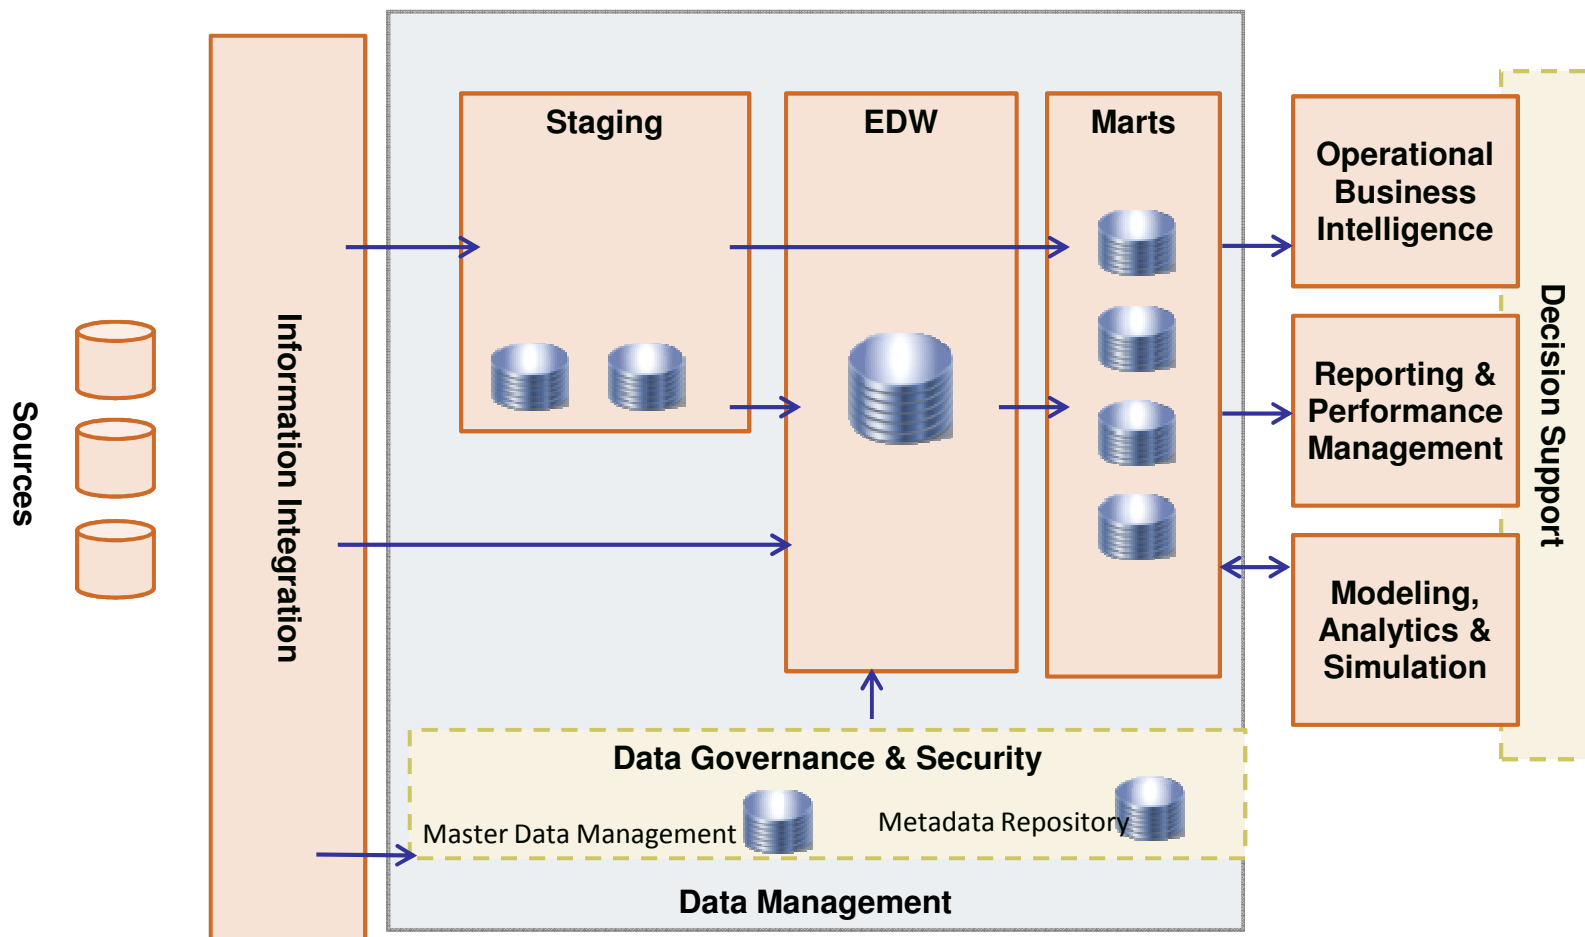 Sources
Information Integration
Staging
EDW
Marts
Operational
Business
Intelligence
Reporting &
Performance
Management
Modeling,
Analytics &
Simulation
Decision Support
Data Governance & Security
Master Data Management
Metadata Repository
Data Management